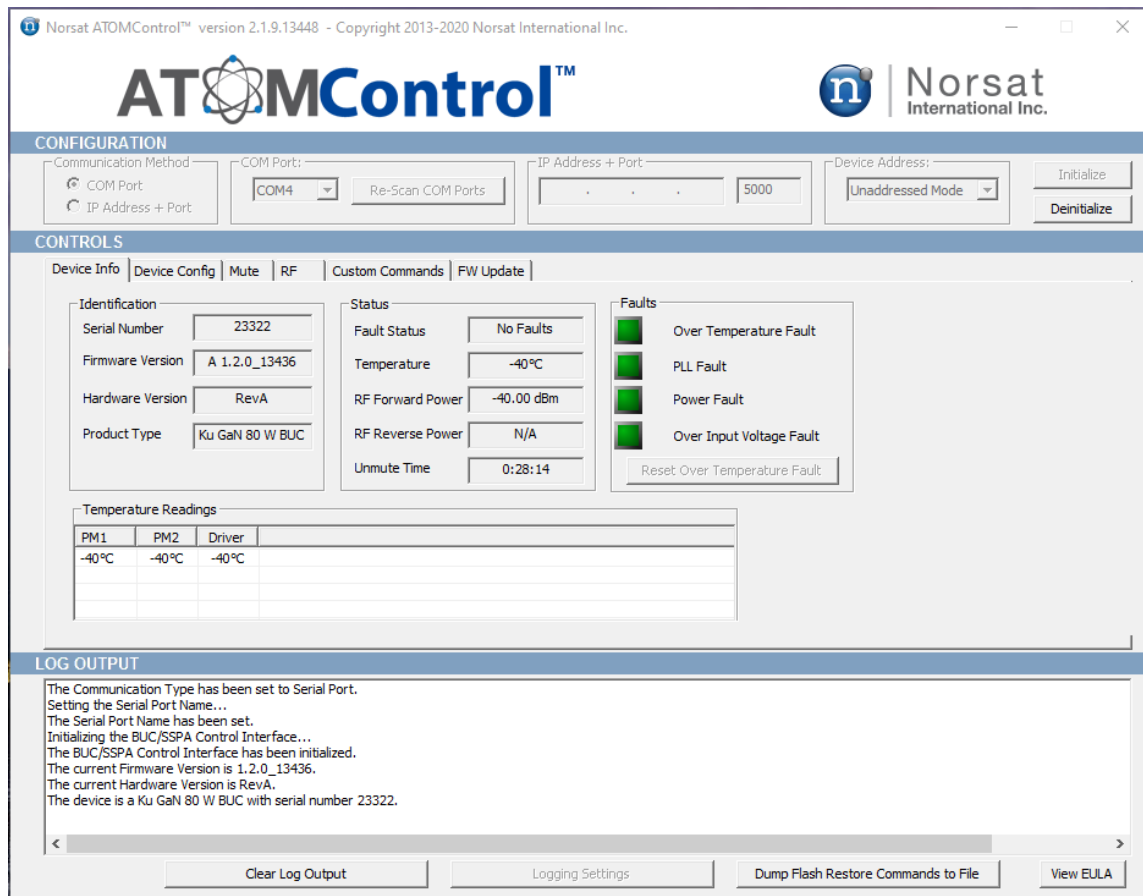 Norsat ATOMControl™ version 2.1.9.13448 - Copyright 2013-2020 Norsat International Inc.
ATOMControl™
n Norsat
International Inc.
CONFIGURATION
Communication Method
COM Port
IP Address + Port
COM Port:
COM4 Re-Scan COM Ports
IP Address + Port
. . . 5000
Device Address:
Unaddressed Mode
Initialize
Deinitialize
CONTROLS
Device Info Device Config Mute RF Custom Commands FW Update
Identification
Serial Number 23322
Firmware Version A 1.2.0_13436
Hardware Version RevA
Product Type Ku GaN 80 W BUC
Status
Fault Status No Faults
Temperature -40°C
RF Forward Power -40.00 dBm
RF Reverse Power N/A
Unmute Time 0:28:14
Faults
Over Temperature Fault
PLL Fault
Power Fault
Over Input Voltage Fault
Reset Over Temperature Fault
Temperature Readings
PM1 PM2 Driver
-40°C -40°C -40°C
LOG OUTPUT
The Communication Type has been set to Serial Port.
Setting the Serial Port Name...
The Serial Port Name has been set.
Initializing the BUC/SSPA Control Interface...
The BUC/SSPA Control Interface has been initialized.
The current Firmware Version is 1.2.0_13436.
The current Hardware Version is RevA.
The device is a Ku GaN 80 W BUC with serial number 23322.
Clear Log Output Logging Settings Dump Flash Restore Commands to File View EULA